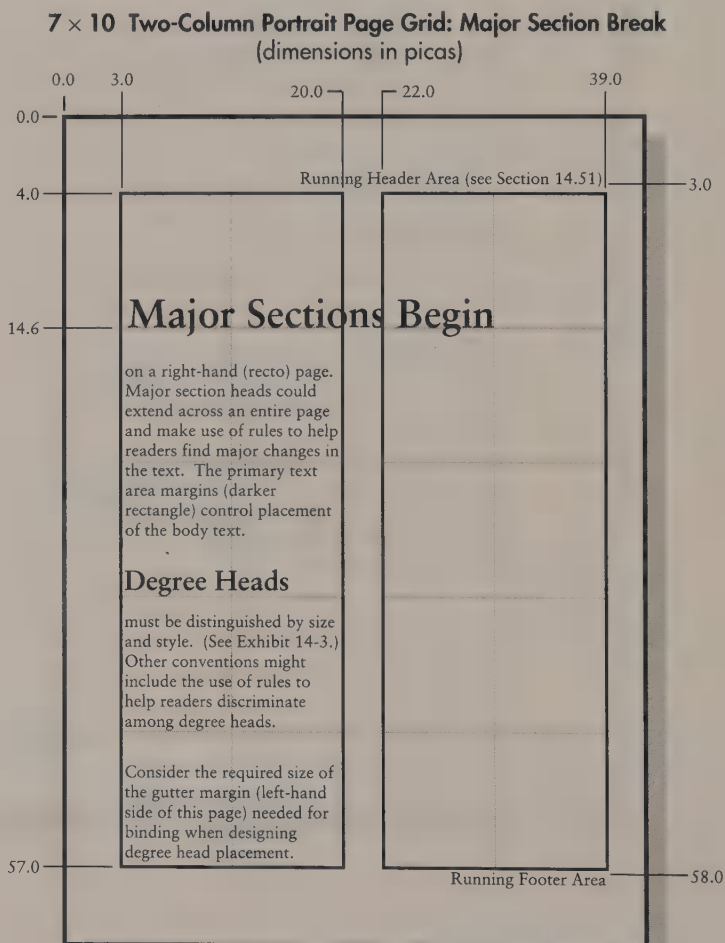 7 × 10 Two-Column Portrait Page Grid: Major Section Break
(dimensions in picas)
0.0 3.0 20.0 22.0 39.0
0.0
Running Header Area (see Section 14.51)
3.0
4.0
Major Sections Begin
14.6
on a right-hand (recto) page.
Major section heads could
extend across an entire page
and make use of rules to help
readers find major changes in
the text. The primary text
area margins (darker
rectangle) control placement
of the body text.
Degree Heads
must be distinguished by size
and style. (See Exhibit 14-3.)
Other conventions might
include the use of rules to
help readers discriminate
among degree heads.
Consider the required size of
the gutter margin (left-hand
side of this page) needed for
binding when designing
degree head placement.
57.0
Running Footer Area
58.0